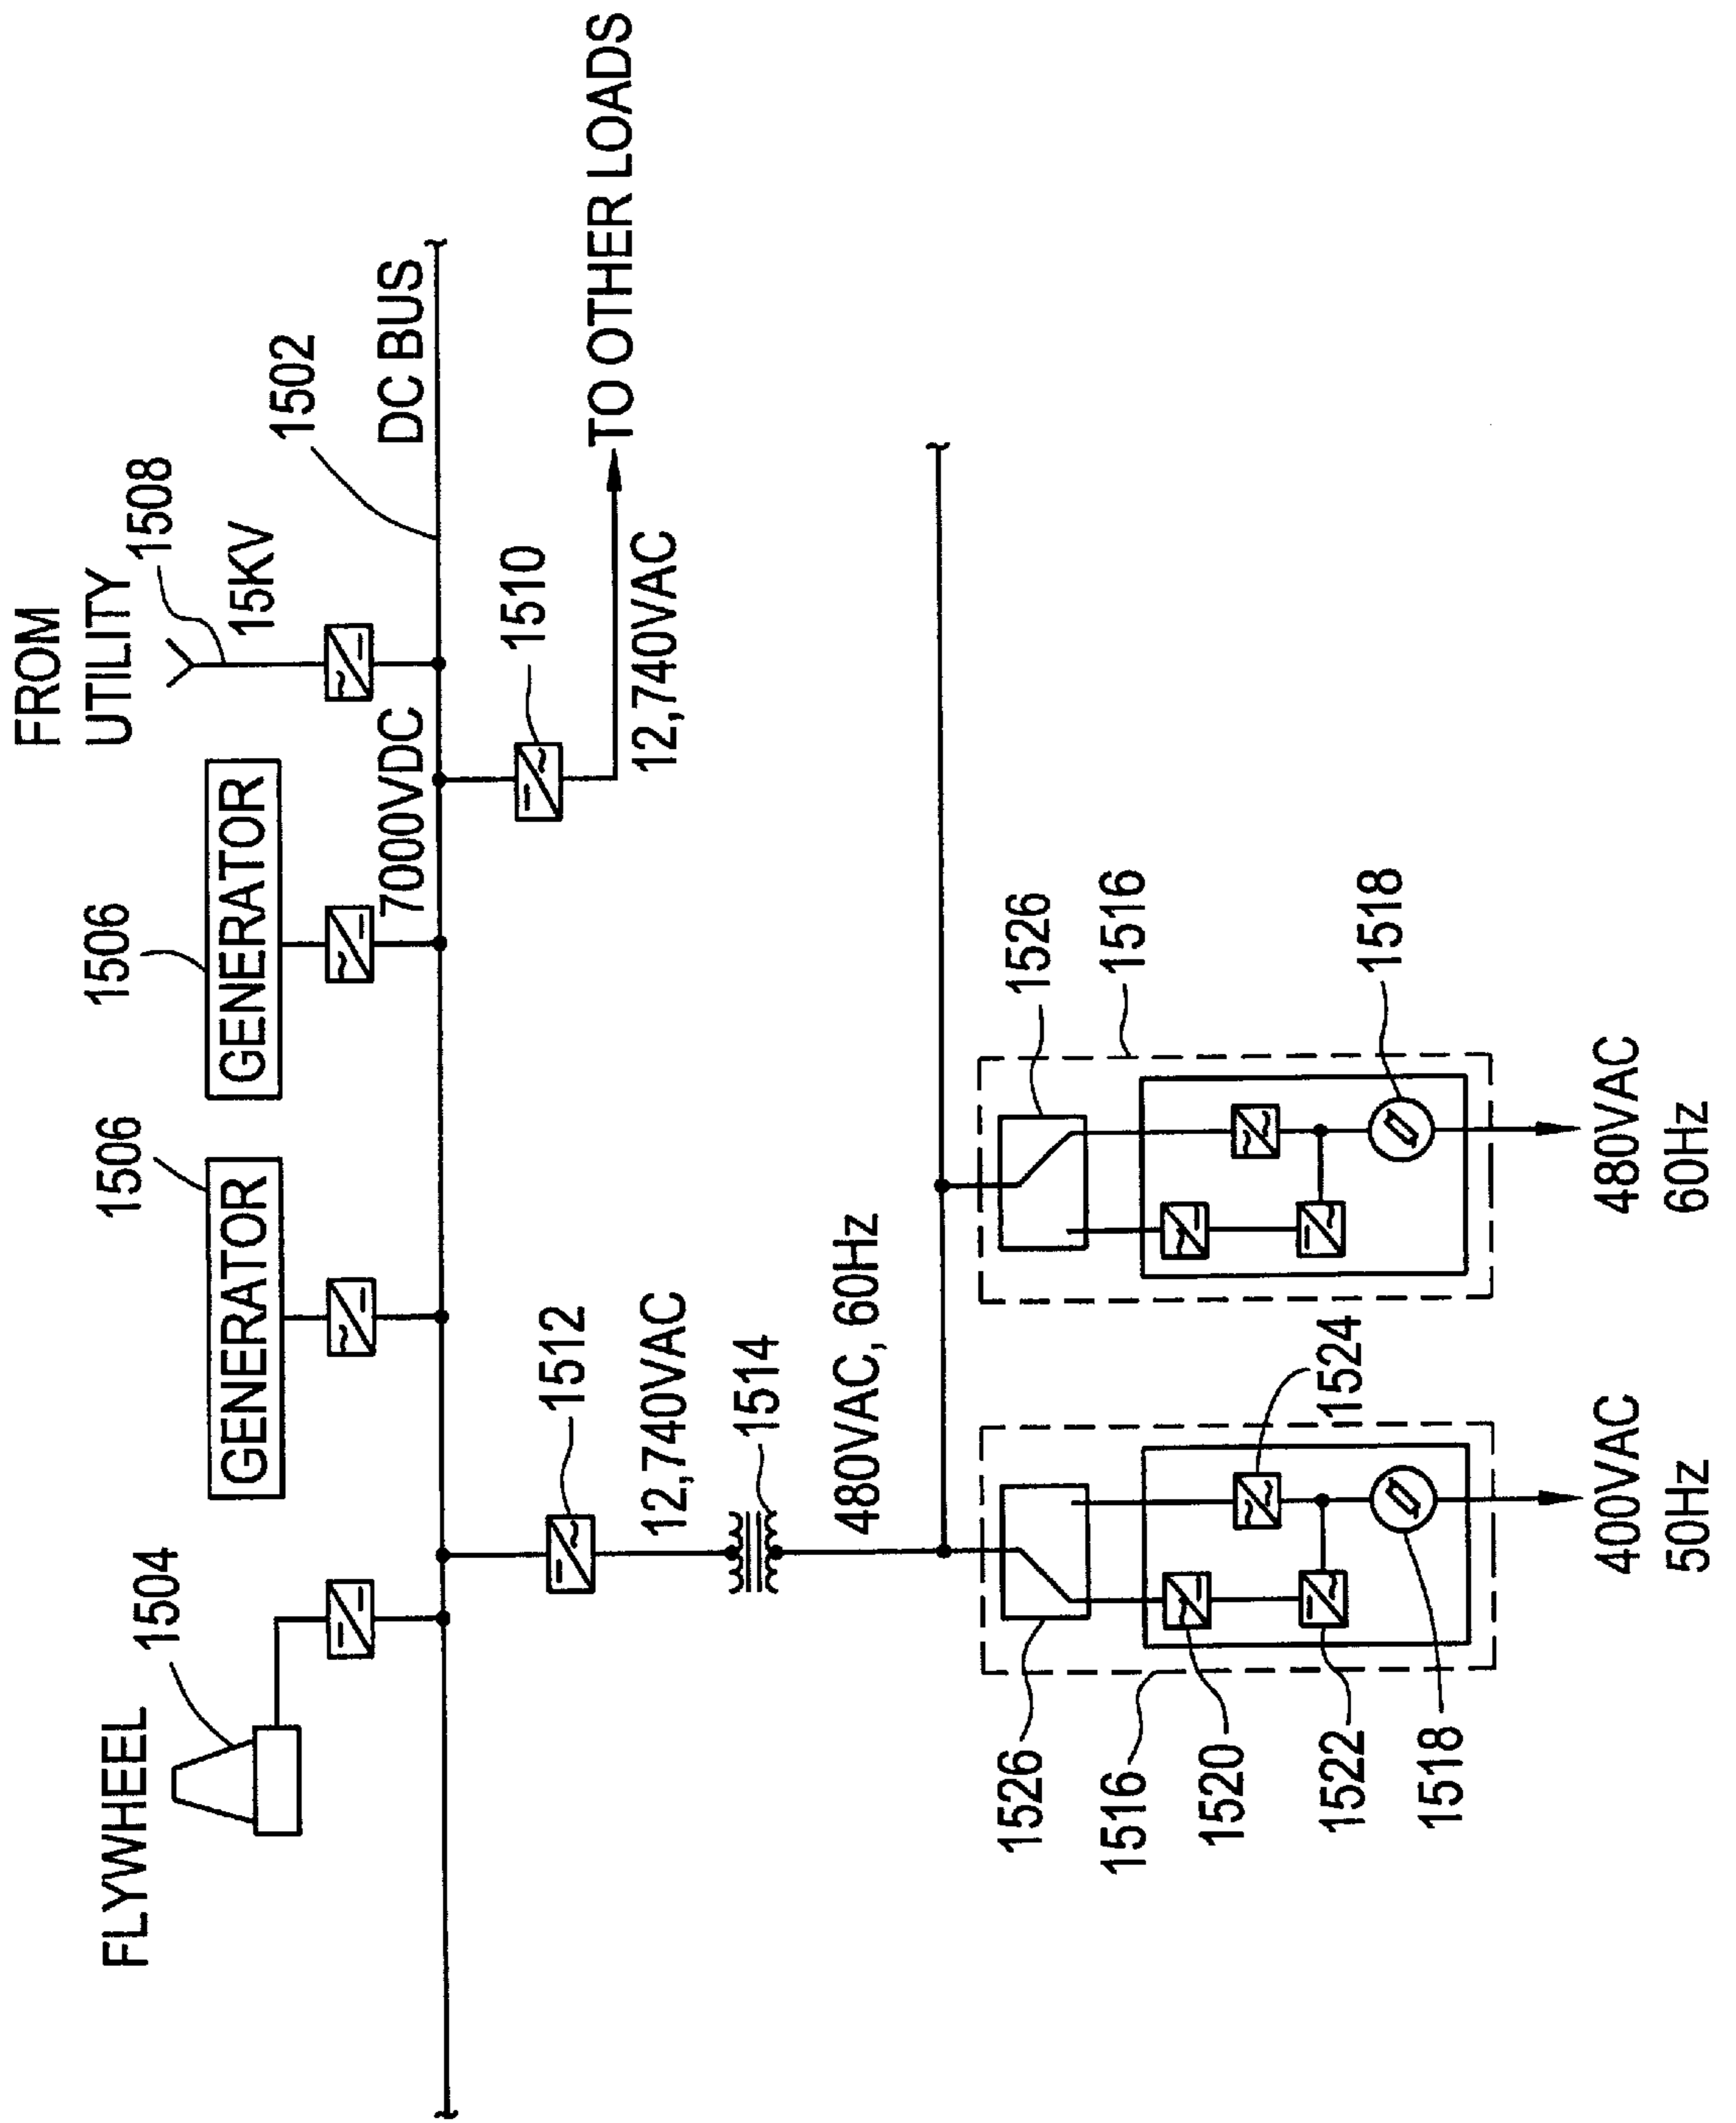 FLYWHEEL
1504
1506
GENERATOR
1506
GENERATOR
FROM
UTILITY
1508
15KV
1502
7000VDC
DC BUS
1512
12,740VAC
1510
12,740VAC
TO OTHER LOADS
1514
480VAC, 60Hz
1526
1516
1520
1522
1518
1524
1526
1516
1518
400VAC
50Hz
480VAC
60Hz